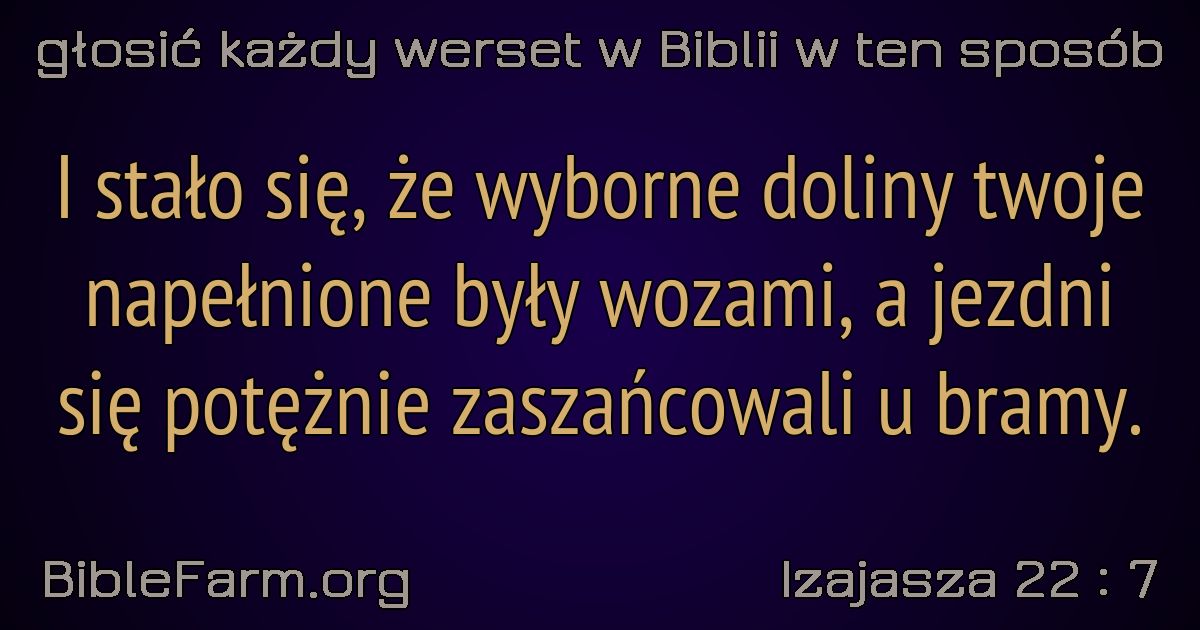 głosić każdy werset w Biblii w ten sposób
I stało się, że wyborne doliny twoje
napełnione były wozami, a jezdni
się potężnie zaszańcowali u bramy.
BibleFarm.org
Izajasza 22 : 7